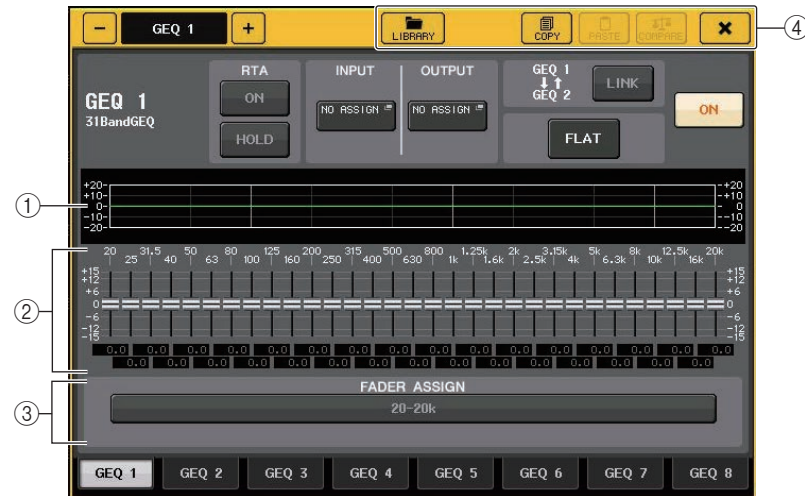 GEQ 1
LIBRARY
COPY
PASTE
COMPARE
4
GEQ 1
31BandGEQ
RTA
ON
HOLD
INPUT
NO ASSIGN
OUTPUT
NO ASSIGN
GEQ 1
GEQ 2
LINK
FLAT
ON
1
+20 +20
+10 +10
0 0
-10 -10
-20 -20
2
20 31.5 50 80 125 200 315 500 800 1.25k 2k 3.15k 5k 8k 12.5k 20k
25 40 63 100 160 250 400 630 1k 1.6k 2.5k 4k 6.3k 10k 16k
+15 +15
+12 +12
+6 +6
0 0
-6 -6
-12 -12
-15 -15
0.0 0.0 0.0 0.0 0.0 0.0 0.0 0.0 0.0 0.0 0.0 0.0 0.0 0.0 0.0 0.0
0.0 0.0 0.0 0.0 0.0 0.0 0.0 0.0 0.0 0.0 0.0 0.0 0.0 0.0 0.0
3
FADER ASSIGN
20-20k
GEQ 1 GEQ 2 GEQ 3 GEQ 4 GEQ 5 GEQ 6 GEQ 7 GEQ 8